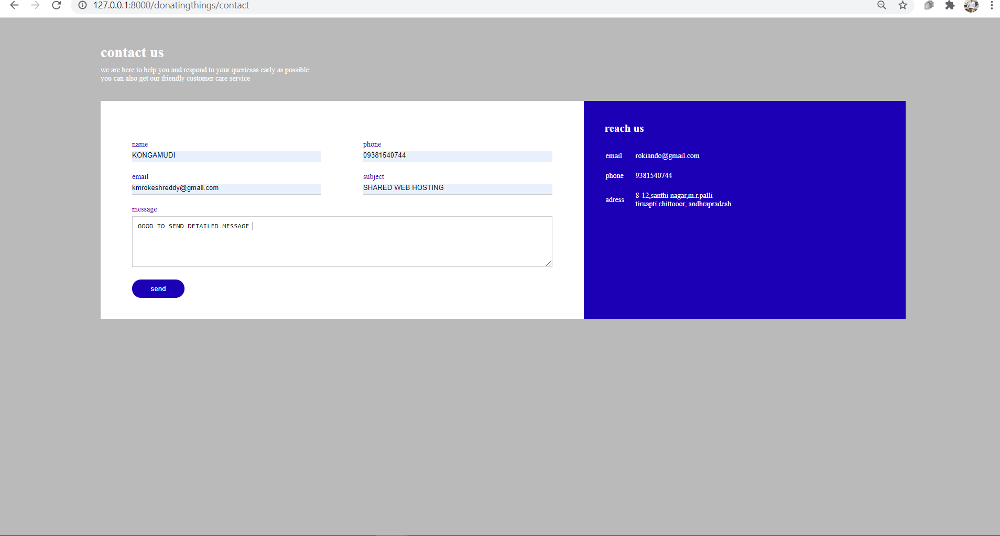 127.0.0.1:8000/donatingthings/contact
contact us
we are here to help you and respond to your queriesas early as possible.
you can also get our friendly customer care service
name
KONGAMUDI
phone
09381540744
email
kmrokeshreddy@gmail.com
subject
SHARED WEB HOSTING
message
GOOD TO SEND DETAILED MESSAGE
send
reach us
email rokiando@gmail.com
phone 9381540744
adress 8-12,santhi nagar,m.r.palli
tiruapti,chittooor, andhrapradesh